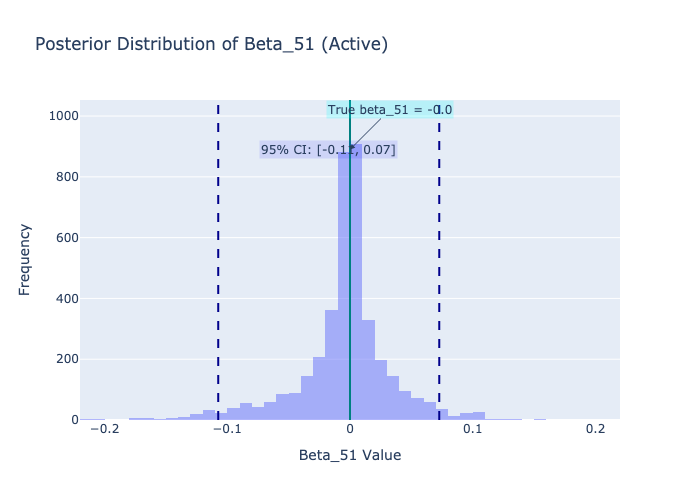 Posterior Distribution of Beta_51 (Active)
True beta_51 = -0.0
95% CI: [-0.11, 0.07]
1000
800
600
400
200
0
−0.2
−0.1
0
0.1
0.2
Frequency
Beta_51 Value